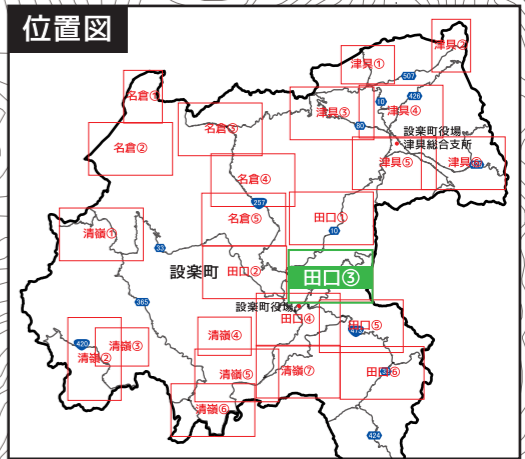 位置図
津具②
津具①
507
名倉①
10
426
津具③
津具④
名倉③
80
設楽町役場
津具総合支所
名倉②
津具⑤
津具⑥
名倉④
257
名倉⑤
田口①
清嶺①
10
33
設楽町
田口②
田口③
365
設楽町役場
田口④
田口⑤
473
清嶺④
420
清嶺③
清嶺②
清嶺⑤
清嶺⑦
田口⑥
清嶺⑥
424